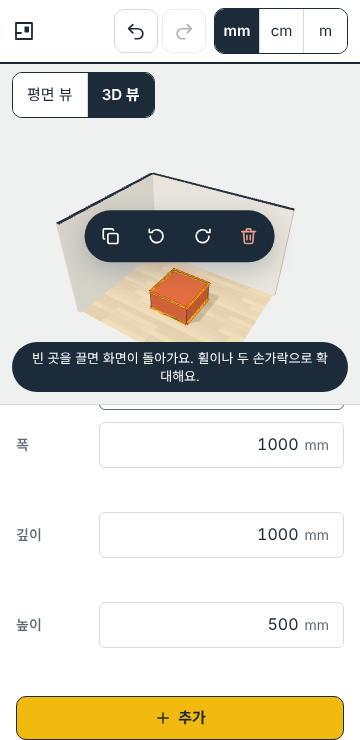 mm cm m
평면 뷰 3D 뷰
빈 곳을 끌면 화면이 돌아가요. 휠이나 두 손가락으로 확
대해요.
폭 1000 mm
깊이 1000 mm
높이 500 mm
+ 추가